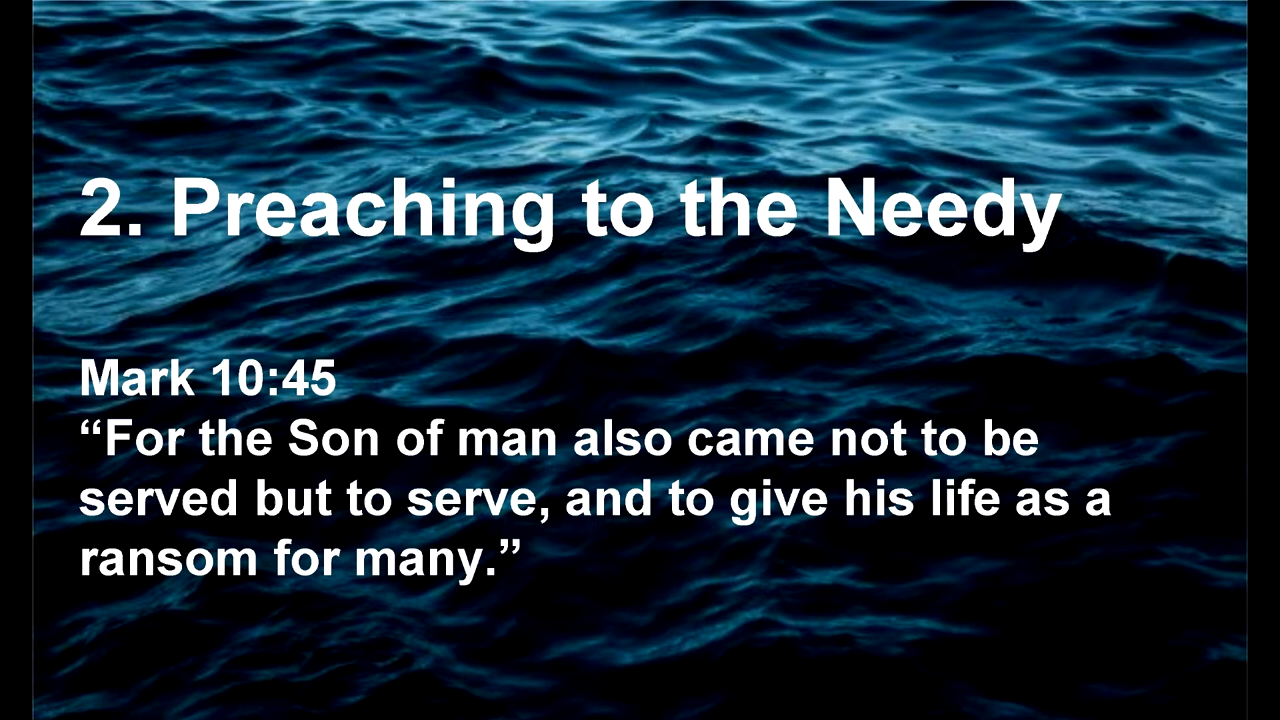 2. Preaching to the Needy
Mark 10:45
“For the Son of man also came not to be
served but to serve, and to give his life as a
ransom for many.”